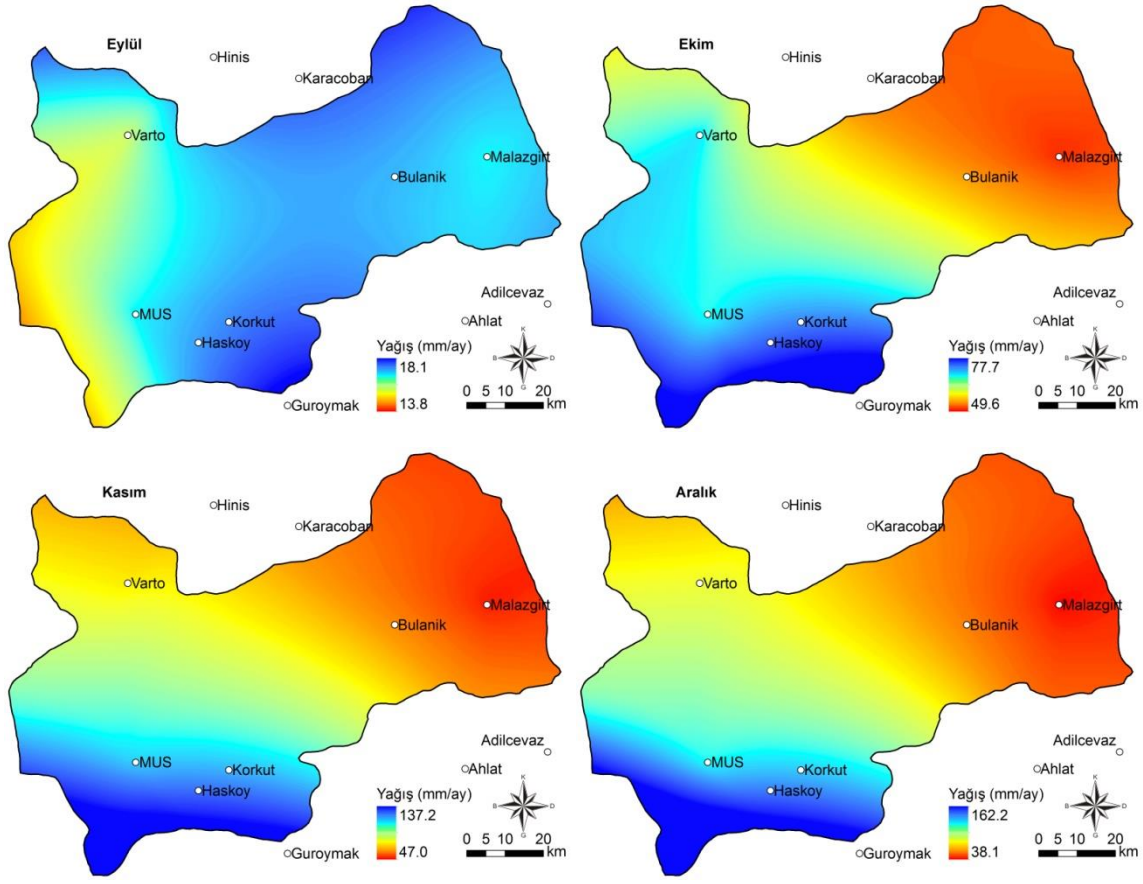 Eylül
Hinis
Karacoban
Varto
Malazgirt
Bulanik
MUS
Korkut
Haskoy
Adilcevaz
Ahlat
Guroymak
Yağış (mm/ay)
18.1
13.8
K
B D
G
0 5 10 20
km
Ekim
Hinis
Karacoban
Varto
Malazgirt
Bulanik
MUS
Korkut
Haskoy
Adilcevaz
Ahlat
Guroymak
Yağış (mm/ay)
77.7
49.6
K
B D
G
0 5 10 20
km
Kasım
Hinis
Karacoban
Varto
Malazgirt
Bulanik
MUS
Korkut
Haskoy
Adilcevaz
Ahlat
Guroymak
Yağış (mm/ay)
137.2
47.0
K
B D
G
0 5 10 20
km
Aralık
Hinis
Karacoban
Varto
Malazgirt
Bulanik
MUS
Korkut
Haskoy
Adilcevaz
Ahlat
Guroymak
Yağış (mm/ay)
162.2
38.1
K
B D
G
0 5 10 20
km